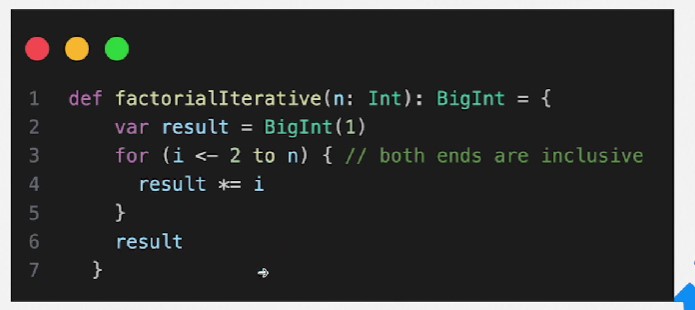 1 def factorialIterative(n: Int): BigInt = {
2 var result = BigInt(1)
3 for (i <- 2 to n) { // both ends are inclusive
4 result *= i
5 }
6 result
7 }